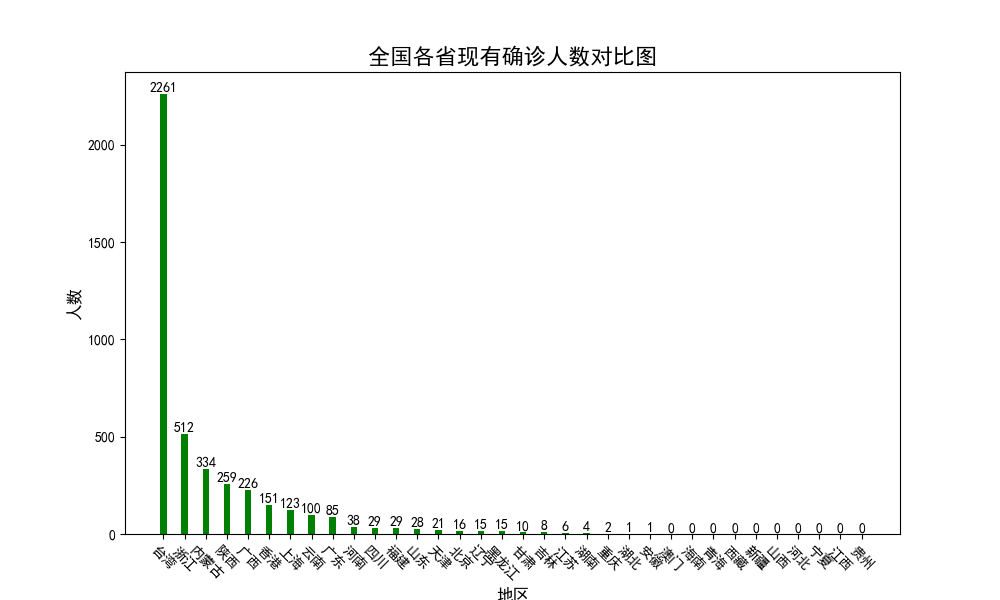 全国各省现有确诊人数对比图
人数
2000
1500
1000
500
0
2261
512
334
259
226
151
123
100
85
38
29
29
28
21
16
15
15
10
8
6
4
2
1
1
0
0
0
0
0
0
0
0
0
0
台湾
浙江
内蒙古
陕西
广西
香港
上海
云南
广东
河南
四川
福建
山东
天津
北京
辽宁
黑龙江
甘肃
吉林
江苏
湖南
重庆
湖北
安徽
澳门
海南
青海
西藏
新疆
山西
河北
宁夏
江西
贵州
地区